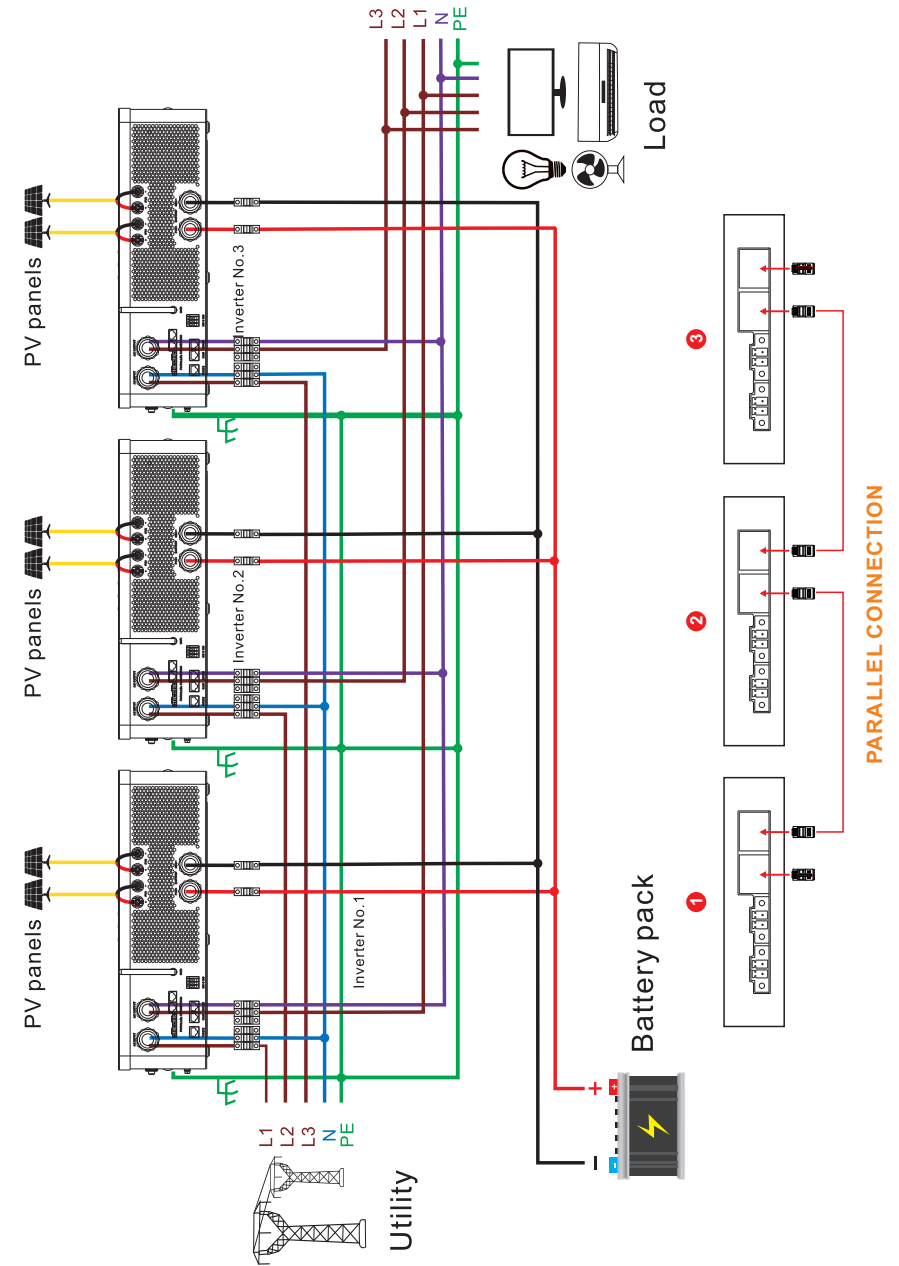 PV panels
PV panels
PV panels
L3
L2
L1
N
PE
Inverter No.1
Inverter No.2
Inverter No.3
L1
L2
L3
N
PE
Utility
Load
Battery pack
+
−
1
2
3
PARALLEL CONNECTION